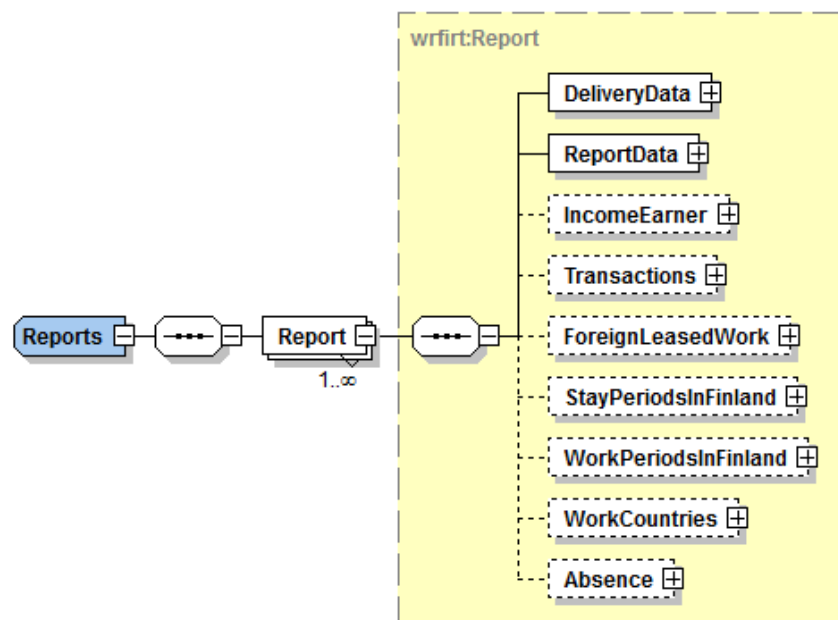 wrfirt:Report
DeliveryData
ReportData
IncomeEarner
Transactions
Reports
Report
1..∞
ForeignLeasedWork
StayPeriodsInFinland
WorkPeriodsInFinland
WorkCountries
Absence